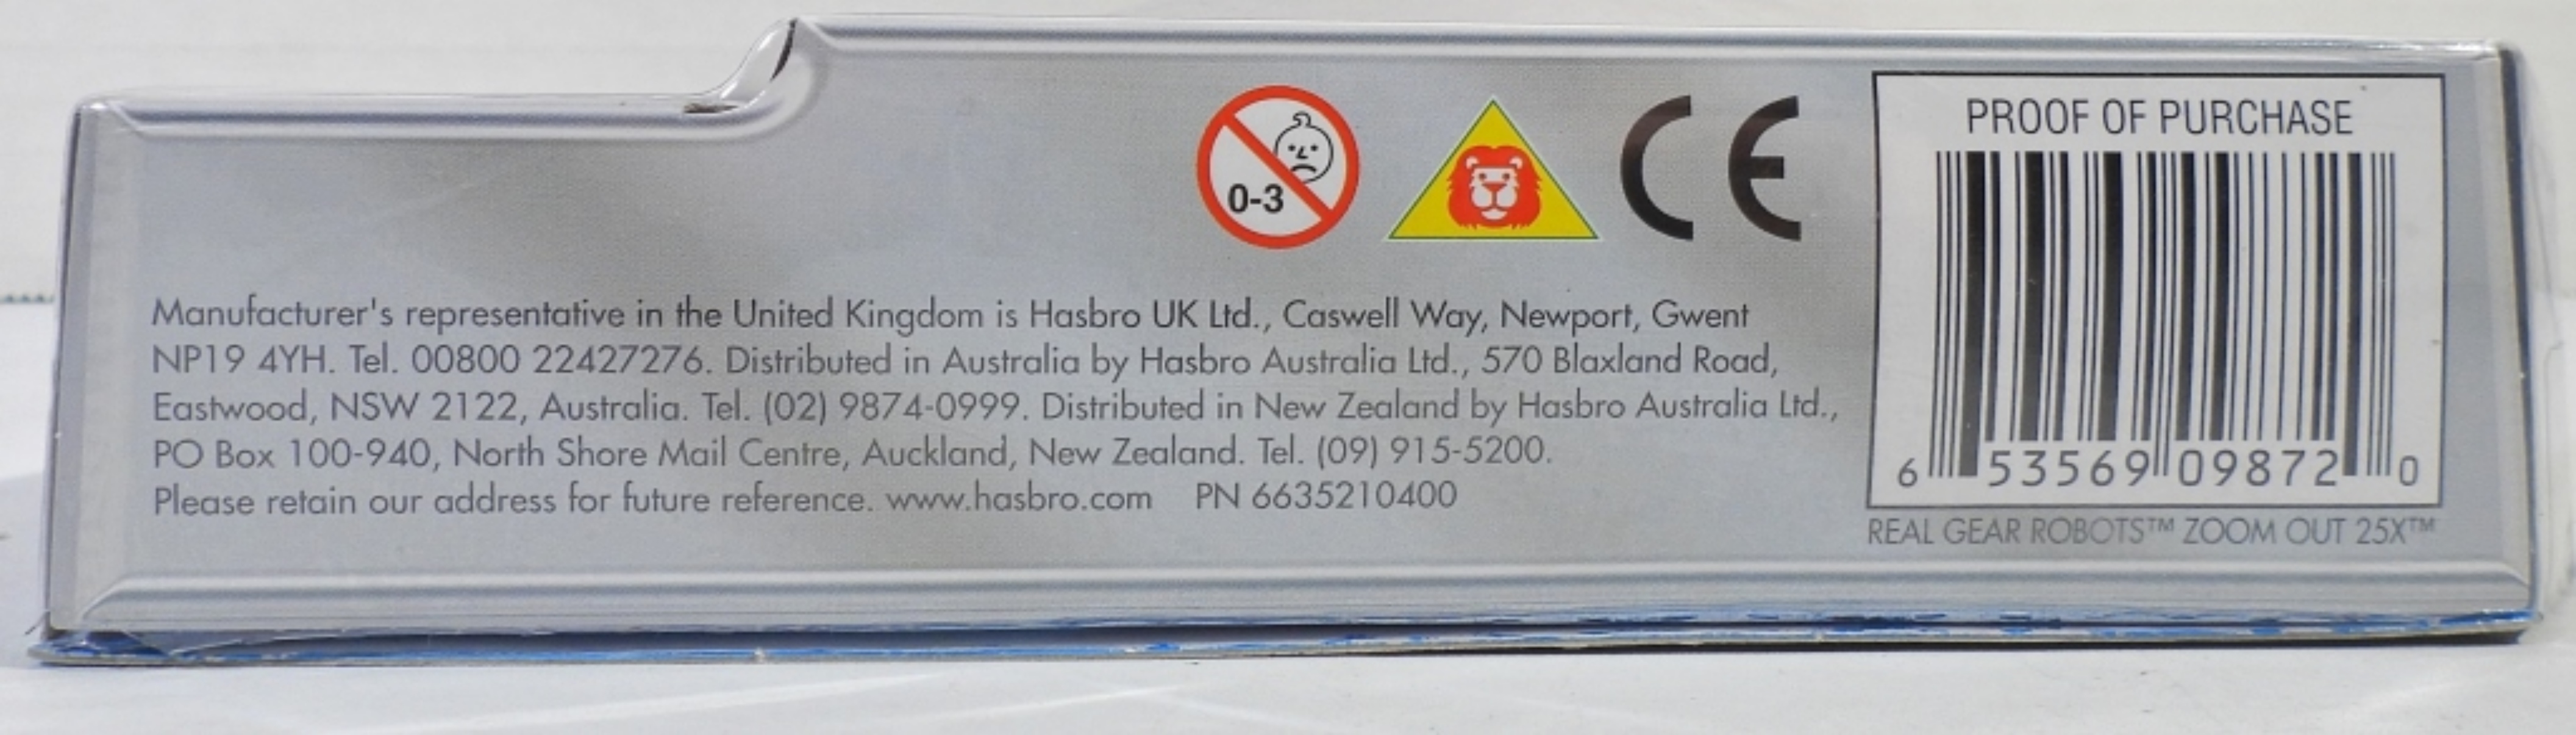 0-3
CE
PROOF OF PURCHASE
6 53569 09872 0
REAL GEAR ROBOTS™ ZOOM OUT 25X™
Manufacturer's representative in the United Kingdom is Hasbro UK Ltd., Caswell Way, Newport, Gwent
NP19 4YH. Tel. 00800 22427276. Distributed in Australia by Hasbro Australia Ltd., 570 Blaxland Road,
Eastwood, NSW 2122, Australia. Tel. (02) 9874-0999. Distributed in New Zealand by Hasbro Australia Ltd.,
PO Box 100-940, North Shore Mail Centre, Auckland, New Zealand. Tel. (09) 915-5200.
Please retain our address for future reference. www.hasbro.com PN 6635210400